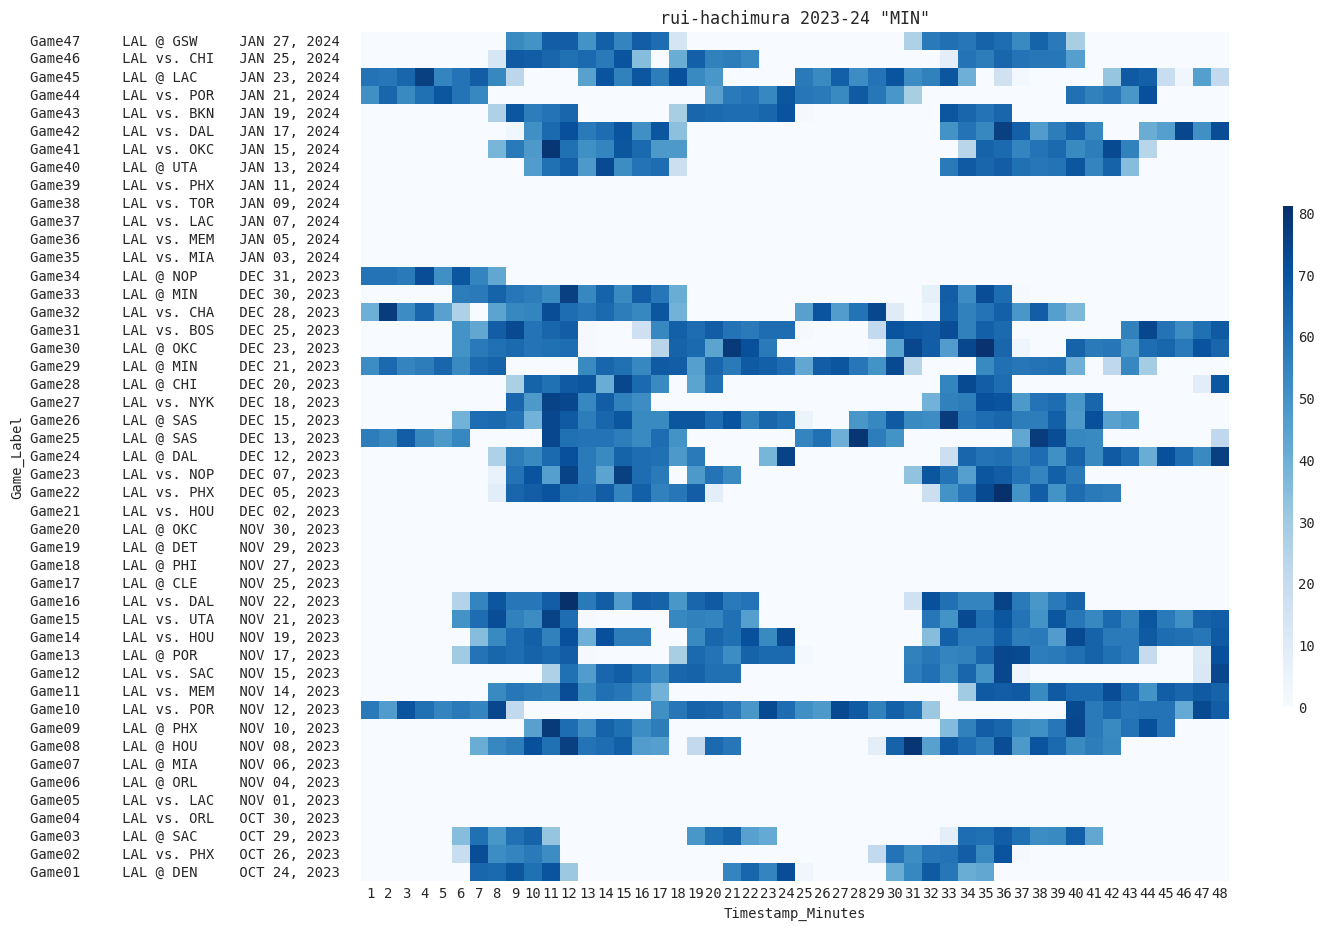 rui-hachimura 2023-24 "MIN"
Game47 LAL @ GSW JAN 27, 2024
Game46 LAL vs. CHI JAN 25, 2024
Game45 LAL @ LAC JAN 23, 2024
Game44 LAL vs. POR JAN 21, 2024
Game43 LAL vs. BKN JAN 19, 2024
Game42 LAL vs. DAL JAN 17, 2024
Game41 LAL vs. OKC JAN 15, 2024
Game40 LAL @ UTA JAN 13, 2024
Game39 LAL vs. PHX JAN 11, 2024
Game38 LAL vs. TOR JAN 09, 2024
Game37 LAL vs. LAC JAN 07, 2024
Game36 LAL vs. MEM JAN 05, 2024
Game35 LAL vs. MIA JAN 03, 2024
Game34 LAL @ NOP DEC 31, 2023
Game33 LAL @ MIN DEC 30, 2023
Game32 LAL vs. CHA DEC 28, 2023
Game31 LAL vs. BOS DEC 25, 2023
Game30 LAL @ OKC DEC 23, 2023
Game29 LAL @ MIN DEC 21, 2023
Game28 LAL @ CHI DEC 20, 2023
Game27 LAL vs. NYK DEC 18, 2023
Game26 LAL @ SAS DEC 15, 2023
Game25 LAL @ SAS DEC 13, 2023
Game24 LAL @ DAL DEC 12, 2023
Game23 LAL vs. NOP DEC 07, 2023
Game22 LAL vs. PHX DEC 05, 2023
Game21 LAL vs. HOU DEC 02, 2023
Game20 LAL @ OKC NOV 30, 2023
Game19 LAL @ DET NOV 29, 2023
Game18 LAL @ PHI NOV 27, 2023
Game17 LAL @ CLE NOV 25, 2023
Game16 LAL vs. DAL NOV 22, 2023
Game15 LAL vs. UTA NOV 21, 2023
Game14 LAL vs. HOU NOV 19, 2023
Game13 LAL @ POR NOV 17, 2023
Game12 LAL vs. SAC NOV 15, 2023
Game11 LAL vs. MEM NOV 14, 2023
Game10 LAL vs. POR NOV 12, 2023
Game09 LAL @ PHX NOV 10, 2023
Game08 LAL @ HOU NOV 08, 2023
Game07 LAL @ MIA NOV 06, 2023
Game06 LAL @ ORL NOV 04, 2023
Game05 LAL vs. LAC NOV 01, 2023
Game04 LAL vs. ORL OCT 30, 2023
Game03 LAL @ SAC OCT 29, 2023
Game02 LAL vs. PHX OCT 26, 2023
Game01 LAL @ DEN OCT 24, 2023
Game_Label
1 2 3 4 5 6 7 8 9 10 11 12 13 14 15 16 17 18 19 20 21 22 23 24 25 26 27 28 29 30 31 32 33 34 35 36 37 38 39 40 41 42 43 44 45 46 47 48
Timestamp_Minutes
80
70
60
50
40
30
20
10
0